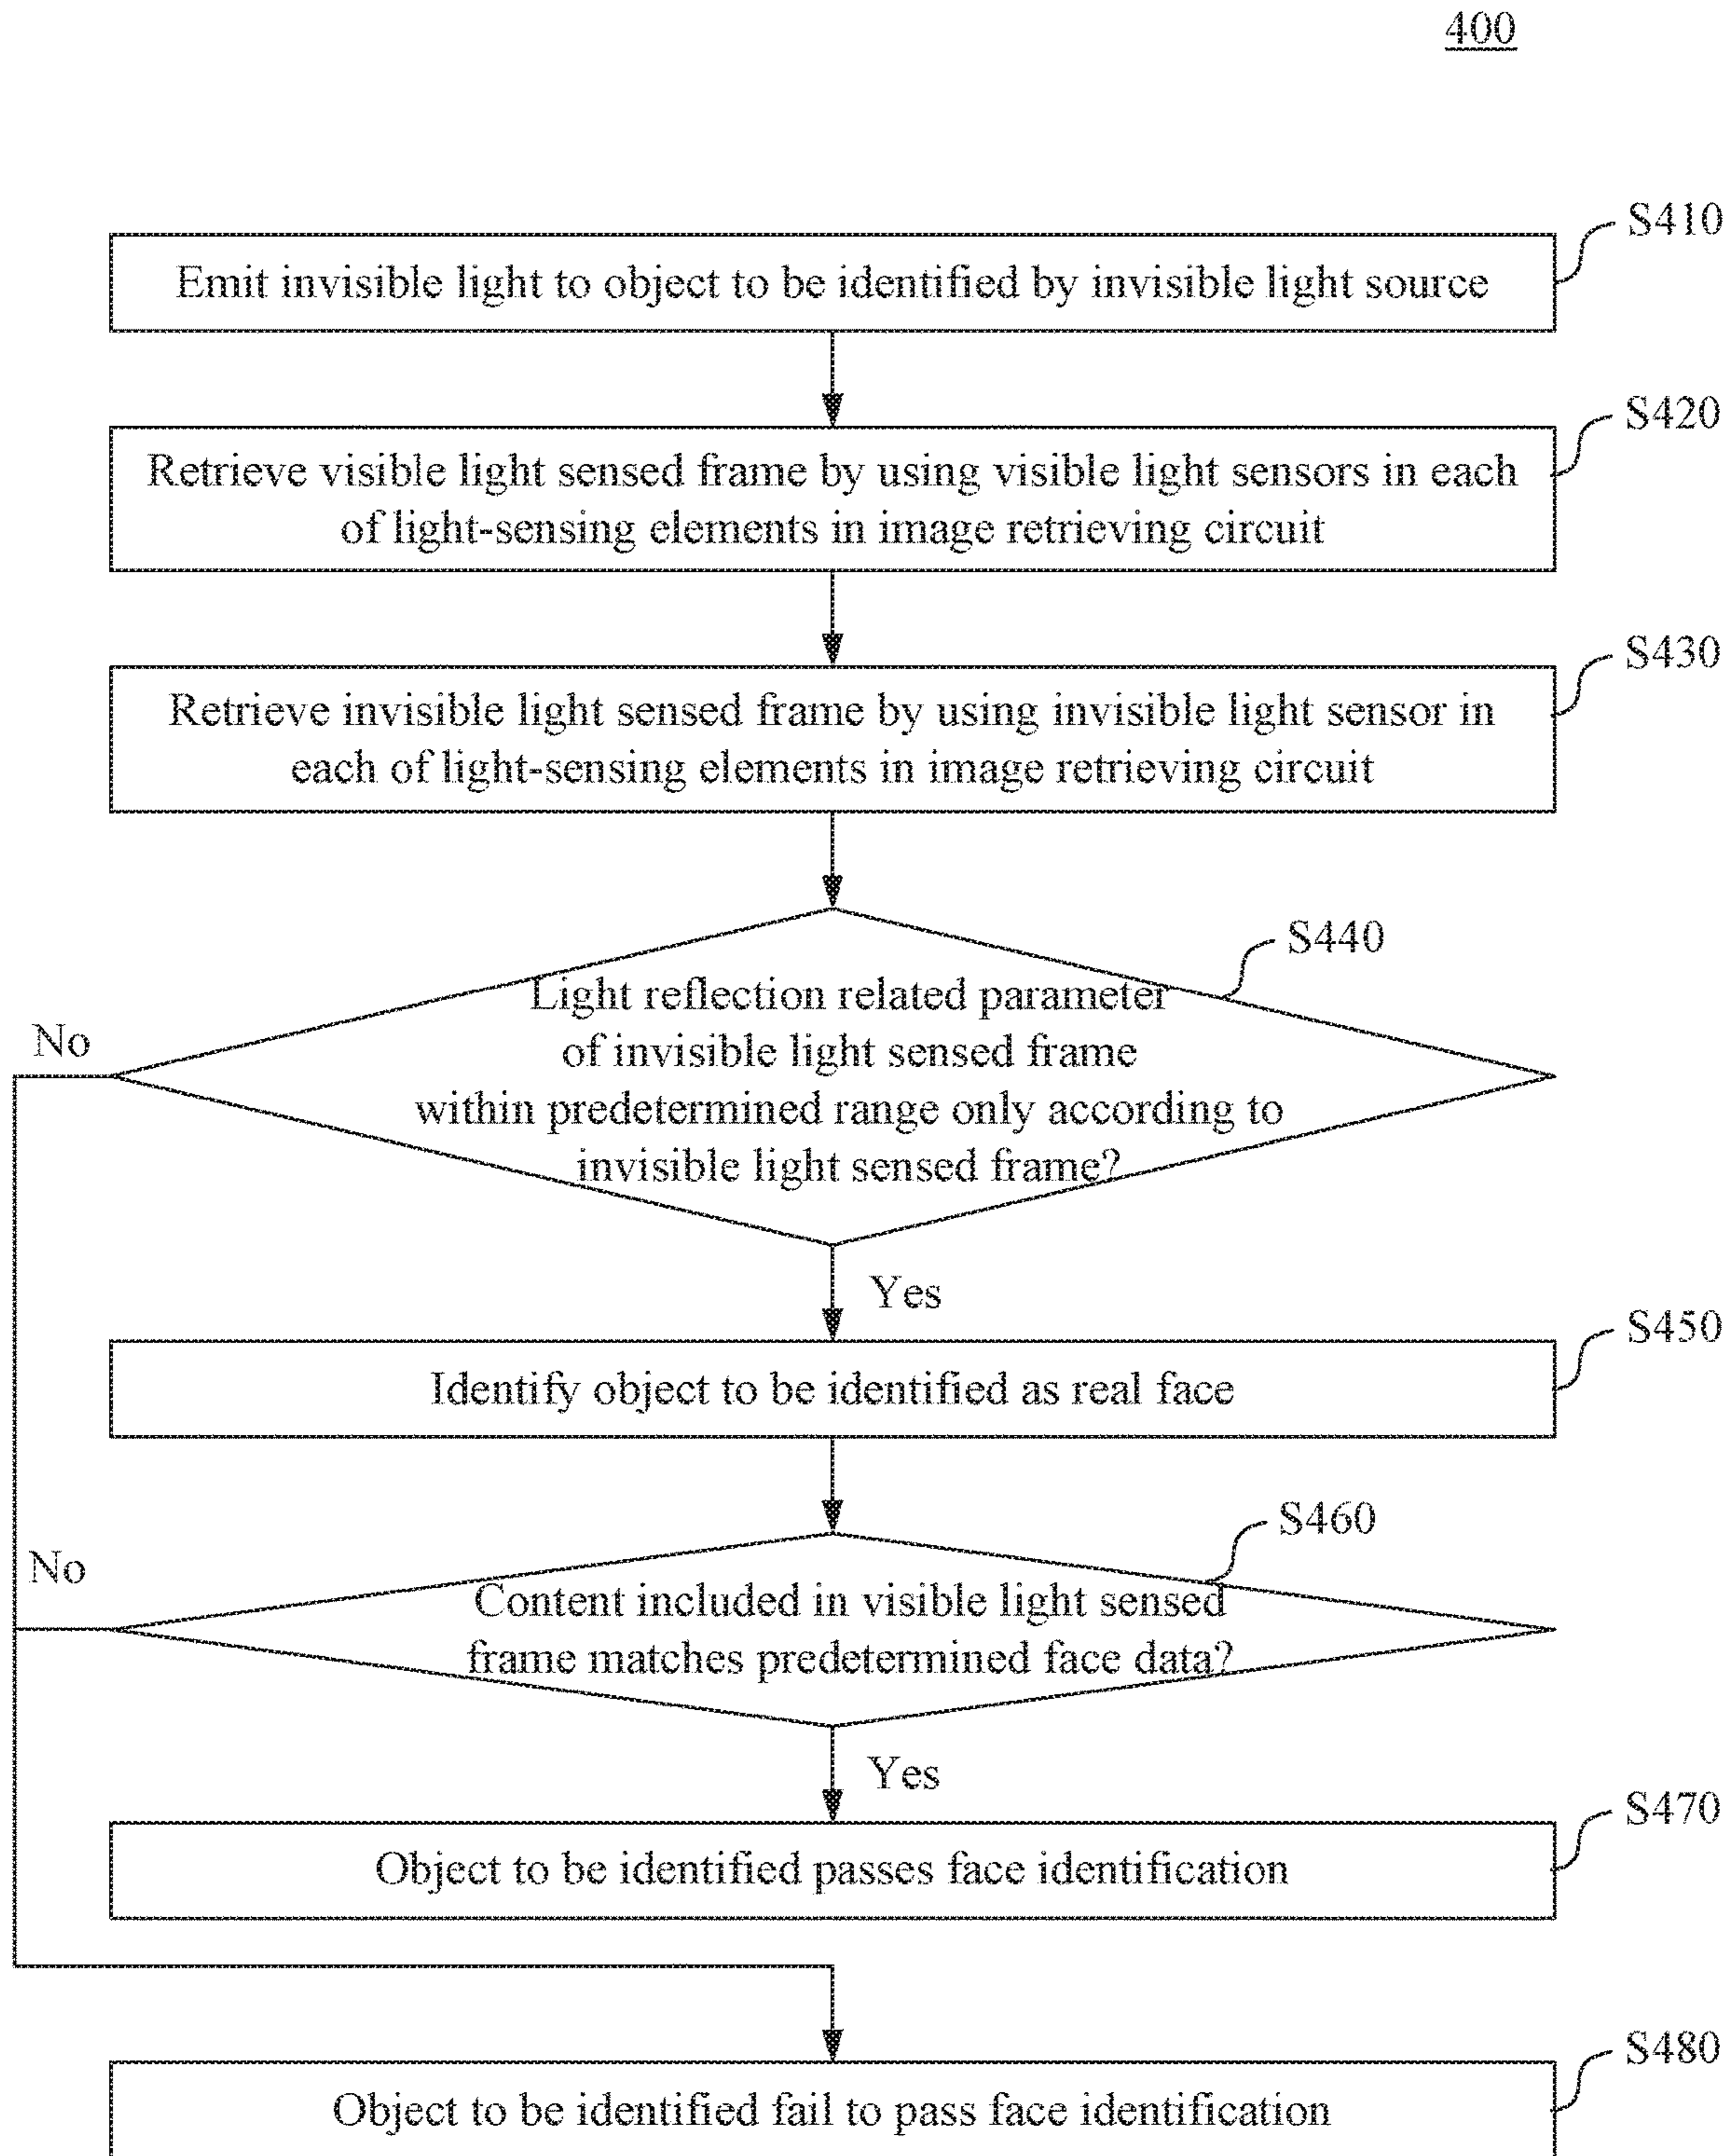 400
S410
Emit invisible light to object to be identified by invisible light source
S420
Retrieve visible light sensed frame by using visible light sensors in each
of light-sensing elements in image retrieving circuit
S430
Retrieve invisible light sensed frame by using invisible light sensor in
each of light-sensing elements in image retrieving circuit
S440
Light reflection related parameter
of invisible light sensed frame
within predetermined range only according to
invisible light sensed frame?
No
Yes
S450
Identify object to be identified as real face
S460
Content included in visible light sensed
frame matches predetermined face data?
No
Yes
S470
Object to be identified passes face identification
S480
Object to be identified fail to pass face identification